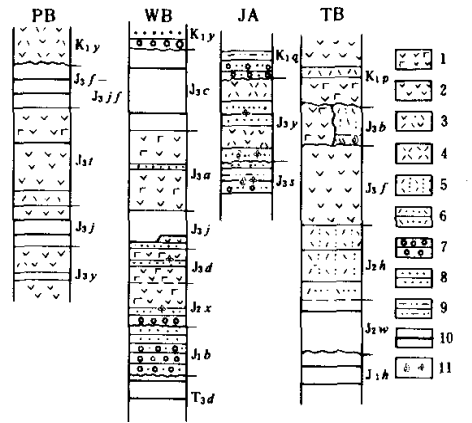 PB WB JA TB
K₁y
J₃f–
J₃jf
J₃t
J₃j
J₃y
K₁y
J₃c
J₃a
J₃j
J₃d
J₂x
J₁b
T₃d
K₁q
J₃y
J₃s
K₁p
J₃b
J₃f
J₂h
J₂w
J₁h
1
2
3
4
5
6
7
8
9
10
11